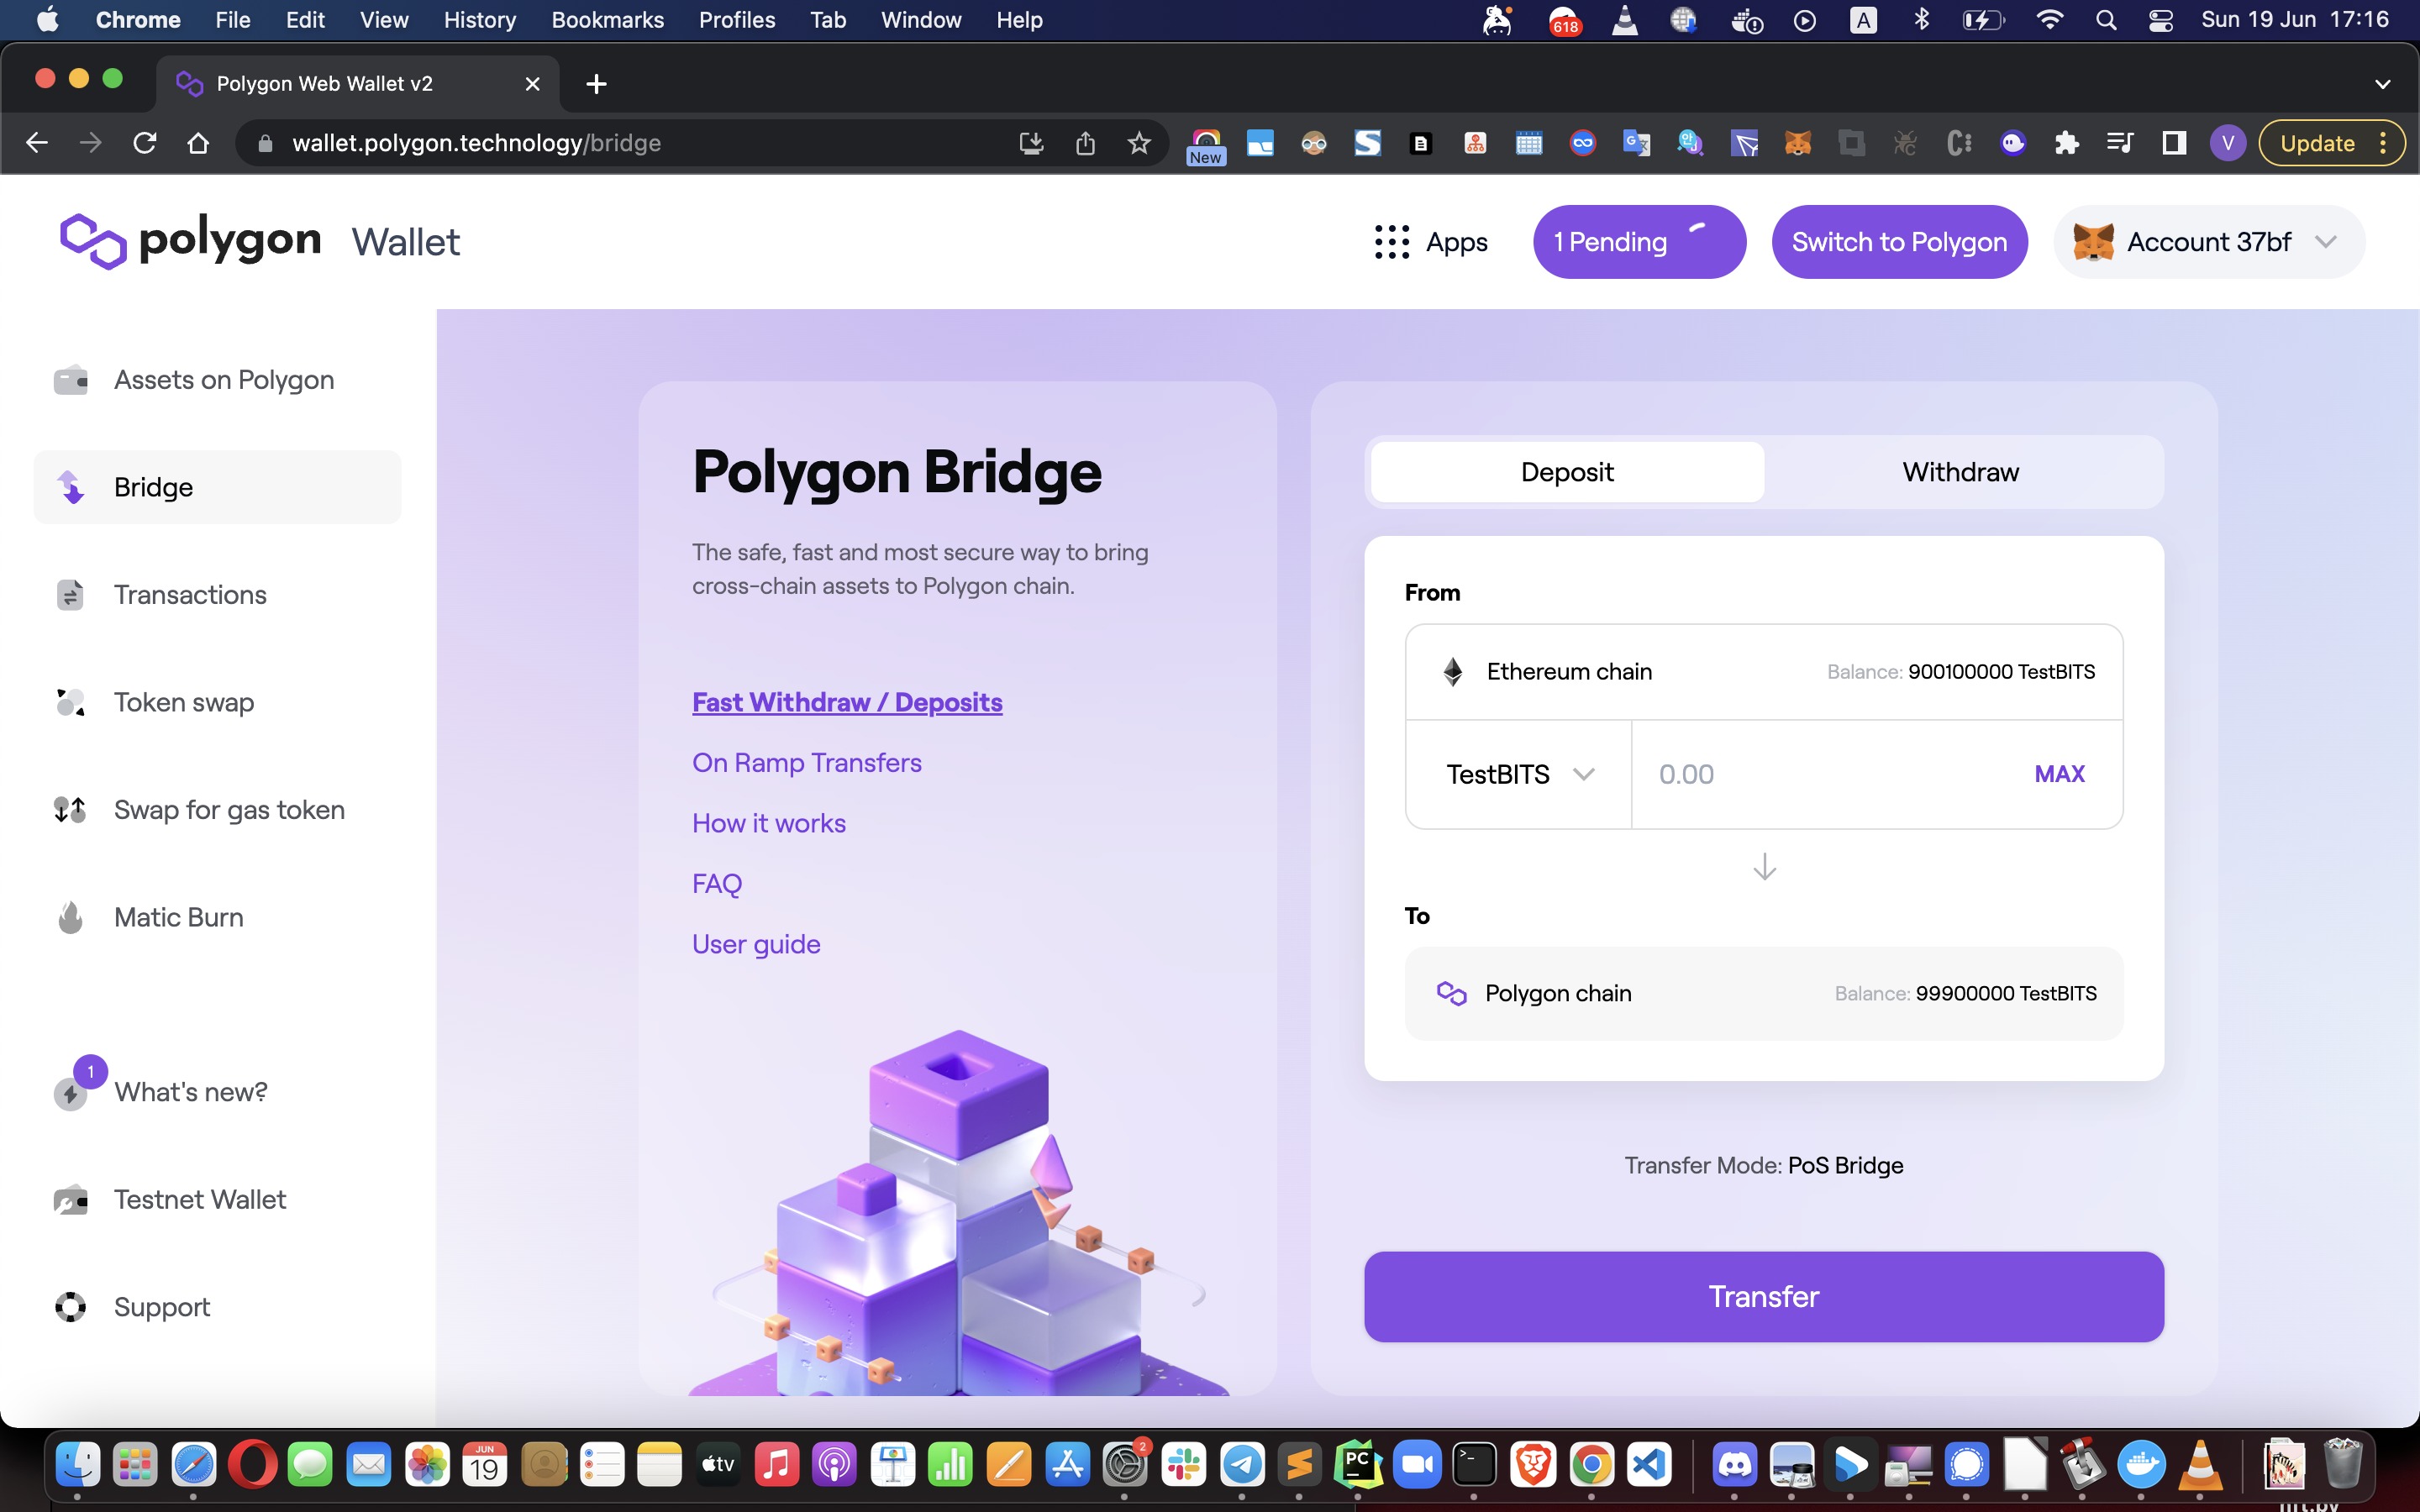 Chrome File Edit View History Bookmarks Profiles Tab Window Help 618 A Sun 19 Jun 17:16
Polygon Web Wallet v2
wallet.polygon.technology/bridge New V Update
polygon Wallet Apps 1 Pending Switch to Polygon Account 37bf
Assets on Polygon
Bridge
Transactions
Token swap
Swap for gas token
Matic Burn
1
What's new?
Testnet Wallet
Support
Polygon Bridge
The safe, fast and most secure way to bring
cross-chain assets to Polygon chain.
Fast Withdraw / Deposits
On Ramp Transfers
How it works
FAQ
User guide
Deposit Withdraw
From
Ethereum chain Balance: 900100000 TestBITS
TestBITS 0.00 MAX
To
Polygon chain Balance: 99900000 TestBITS
Transfer Mode: PoS Bridge
Transfer
JUN
19
tv
2
PC